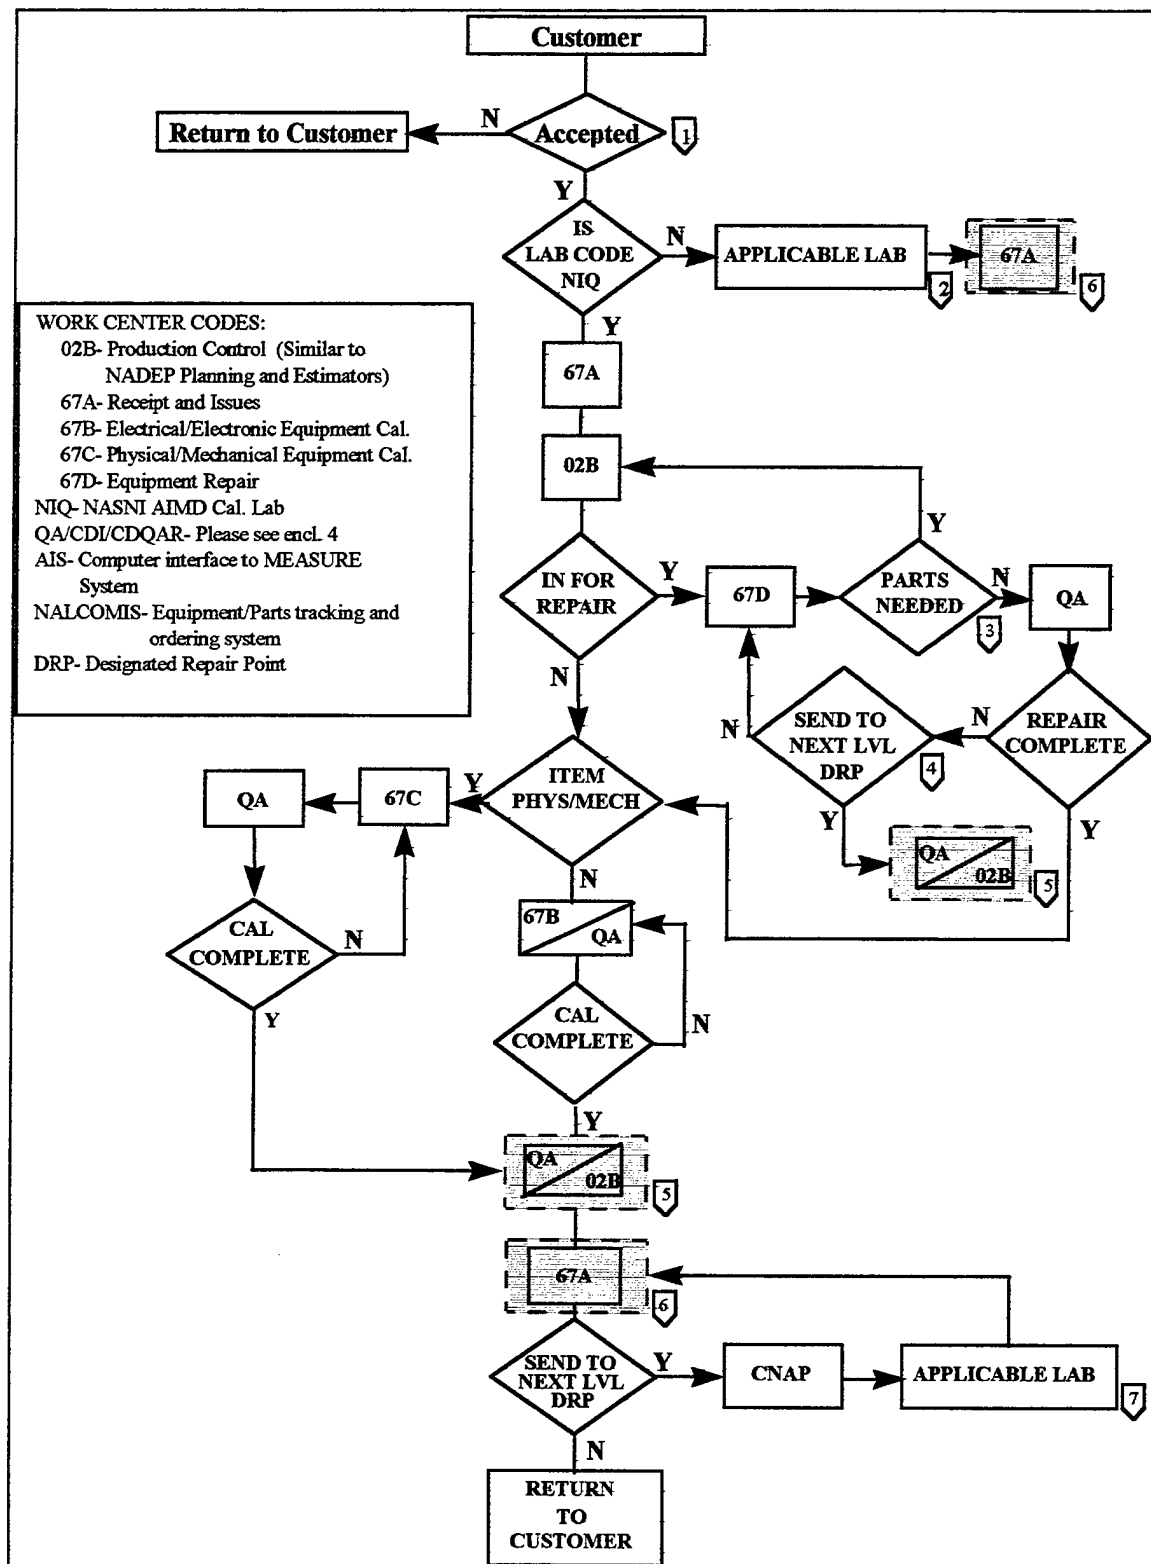 Customer
Accepted
N
1
Return to Customer
Y
IS
LAB CODE
NIQ
N
APPLICABLE LAB
2
67A
6
Y
WORK CENTER CODES:
02B- Production Control (Similar to
NADEP Planning and Estimators)
67A- Receipt and Issues
67B- Electrical/Electronic Equipment Cal.
67C- Physical/Mechanical Equipment Cal.
67D- Equipment Repair
NIQ- NASNI AIMD Cal. Lab
QA/CDI/CDQAR- Please see encl. 4
AIS- Computer interface to MEASURE
System
NALCOMIS- Equipment/Parts tracking and
ordering system
DRP- Designated Repair Point
67A
02B
IN FOR
REPAIR
Y
67D
PARTS
NEEDED
Y
N
3
QA
REPAIR
COMPLETE
N
Y
SEND TO
NEXT LVL
DRP
4
N
Y
QA
02B
5
N
ITEM
PHYS/MECH
Y
67C
QA
CAL
COMPLETE
N
Y
N
67B
QA
CAL
COMPLETE
N
Y
QA
02B
5
67A
6
SEND TO
NEXT LVL
DRP
Y
CNAP
APPLICABLE LAB
7
N
RETURN
TO
CUSTOMER